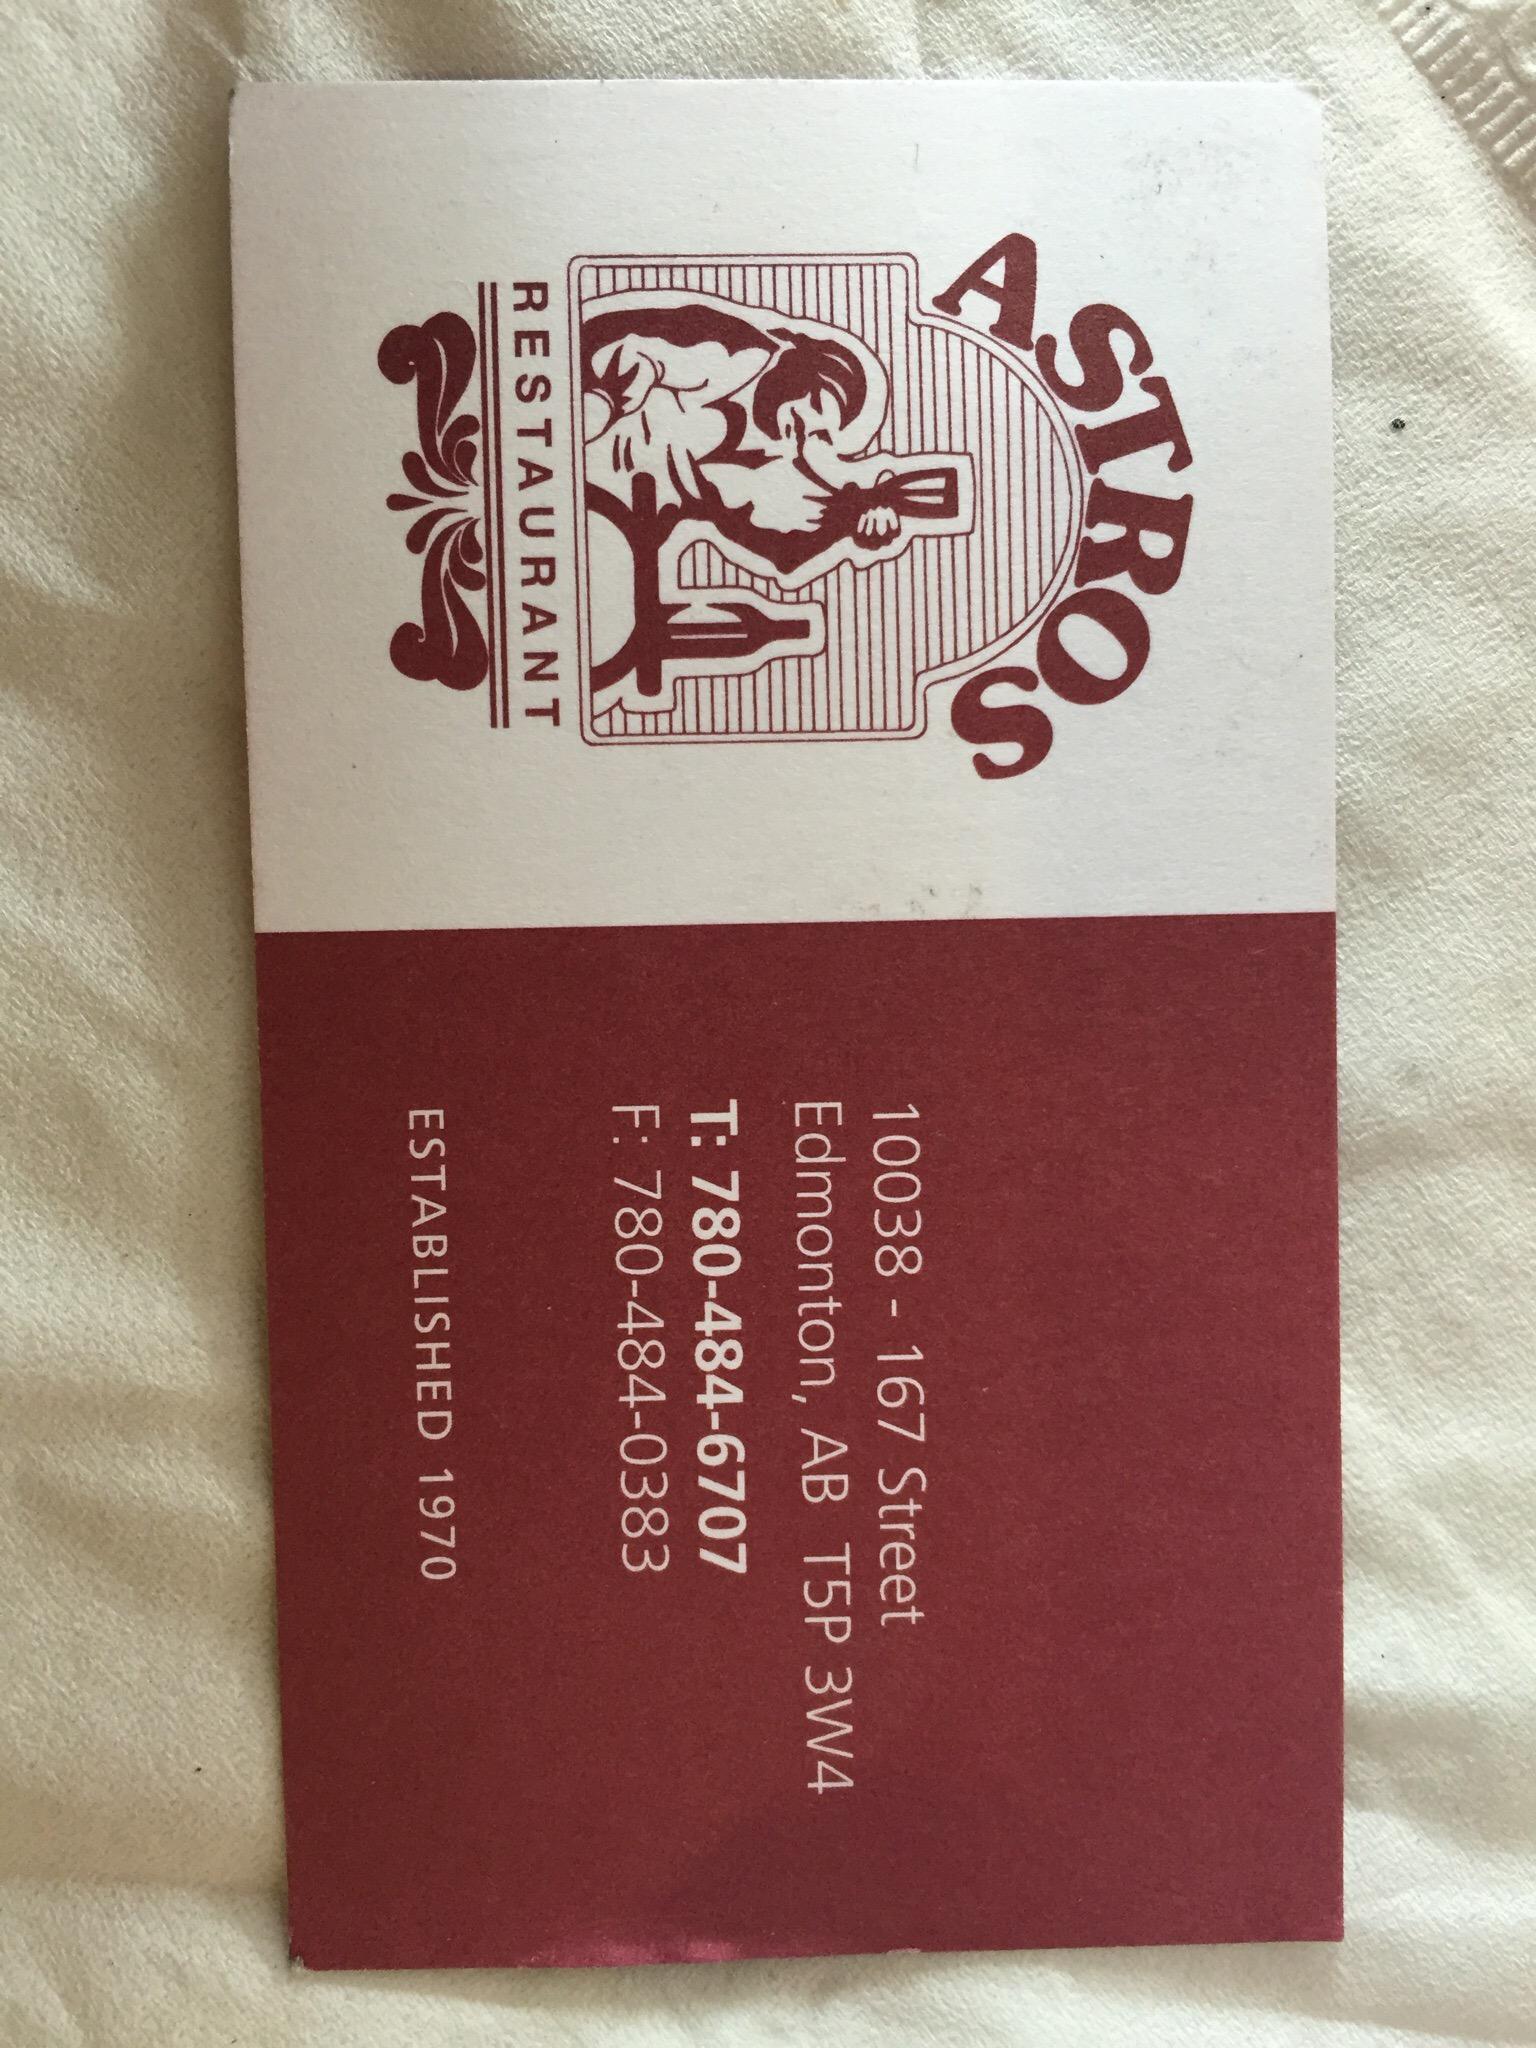 ASTROS
RESTAURANT
10038 - 167 Street
Edmonton, AB T5P 3W4
T: 780-484-6707
F: 780-484-0383
ESTABLISHED 1970